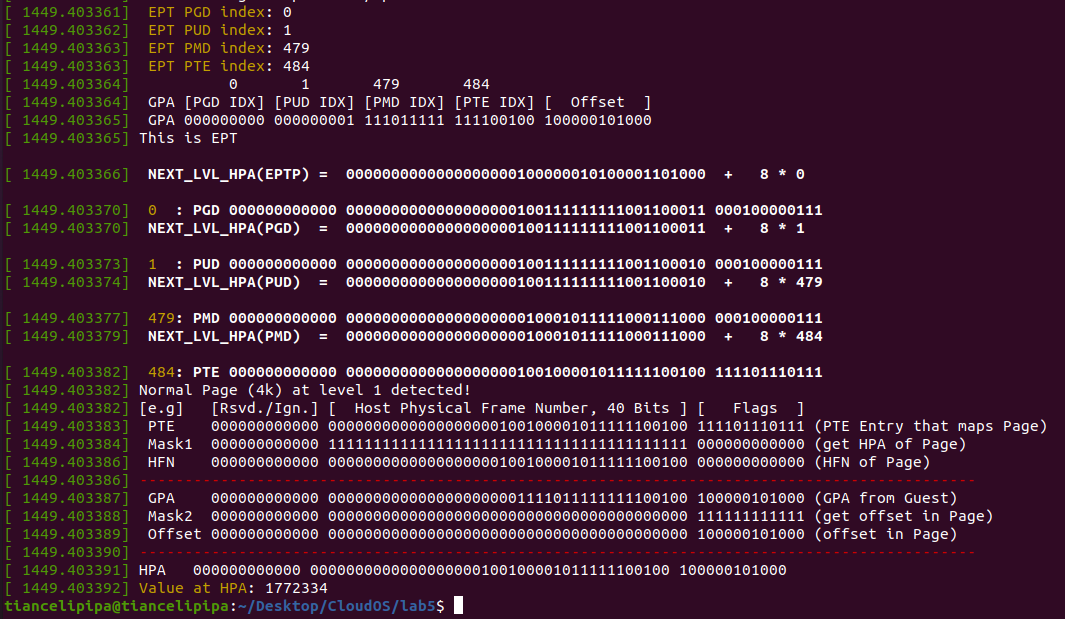 [ 1449.403361]  EPT PGD index: 0
[ 1449.403362]  EPT PUD index: 1
[ 1449.403363]  EPT PMD index: 479
[ 1449.403363]  EPT PTE index: 484
[ 1449.403364]           0       1       479       484
[ 1449.403364]  GPA [PGD IDX] [PUD IDX] [PMD IDX] [PTE IDX] [  Offset  ]
[ 1449.403365]  GPA 000000000 000000001 111011111 111100100 100000101000
[ 1449.403365] This is EPT
[ 1449.403366]  NEXT_LVL_HPA(EPTP) =  0000000000000000000100000010100001101000  +   8 * 0
[ 1449.403370]  0  : PGD 000000000000 0000000000000000000100111111111001100011 000100000111
[ 1449.403370]  NEXT_LVL_HPA(PGD)  =  0000000000000000000100111111111001100011  +   8 * 1
[ 1449.403373]  1  : PUD 000000000000 0000000000000000000100111111111001100010 000100000111
[ 1449.403374]  NEXT_LVL_HPA(PUD)  =  0000000000000000000100111111111001100010  +   8 * 479
[ 1449.403377]  479: PMD 000000000000 0000000000000000000100010111111000111000 000100000111
[ 1449.403379]  NEXT_LVL_HPA(PMD)  =  0000000000000000000100010111111000111000  +   8 * 484
[ 1449.403382]  484: PTE 000000000000 0000000000000000000100100001011111100100 111101110111
[ 1449.403382] Normal Page (4k) at level 1 detected!
[ 1449.403382] [e.g]   [Rsvd./Ign.] [  Host Physical Frame Number, 40 Bits ] [   Flags  ]
[ 1449.403383]  PTE    000000000000 0000000000000000000100100001011111100100 111101110111 (PTE Entry that maps Page)
[ 1449.403384]  Mask1  000000000000 1111111111111111111111111111111111111111 000000000000 (get HPA of Page)
[ 1449.403386]  HFN    000000000000 0000000000000000000100100001011111100100 000000000000 (HFN of Page)
[ 1449.403386] ---------------------------------------------------------------------------------------------
[ 1449.403387]  GPA    000000000000 0000000000000000000001111011111111100100 100000101000 (GPA from Guest)
[ 1449.403388]  Mask2  000000000000 0000000000000000000000000000000000000000 111111111111 (get offset in Page)
[ 1449.403389]  Offset 000000000000 0000000000000000000000000000000000000000 100000101000 (offset in Page)
[ 1449.403390] ---------------------------------------------------------------------------------------------
[ 1449.403391] HPA   000000000000 0000000000000000000100100001011111100100 100000101000
[ 1449.403392] Value at HPA: 1772334
tiancelipipa@tiancelipipa:~/Desktop/CloudOS/lab5$